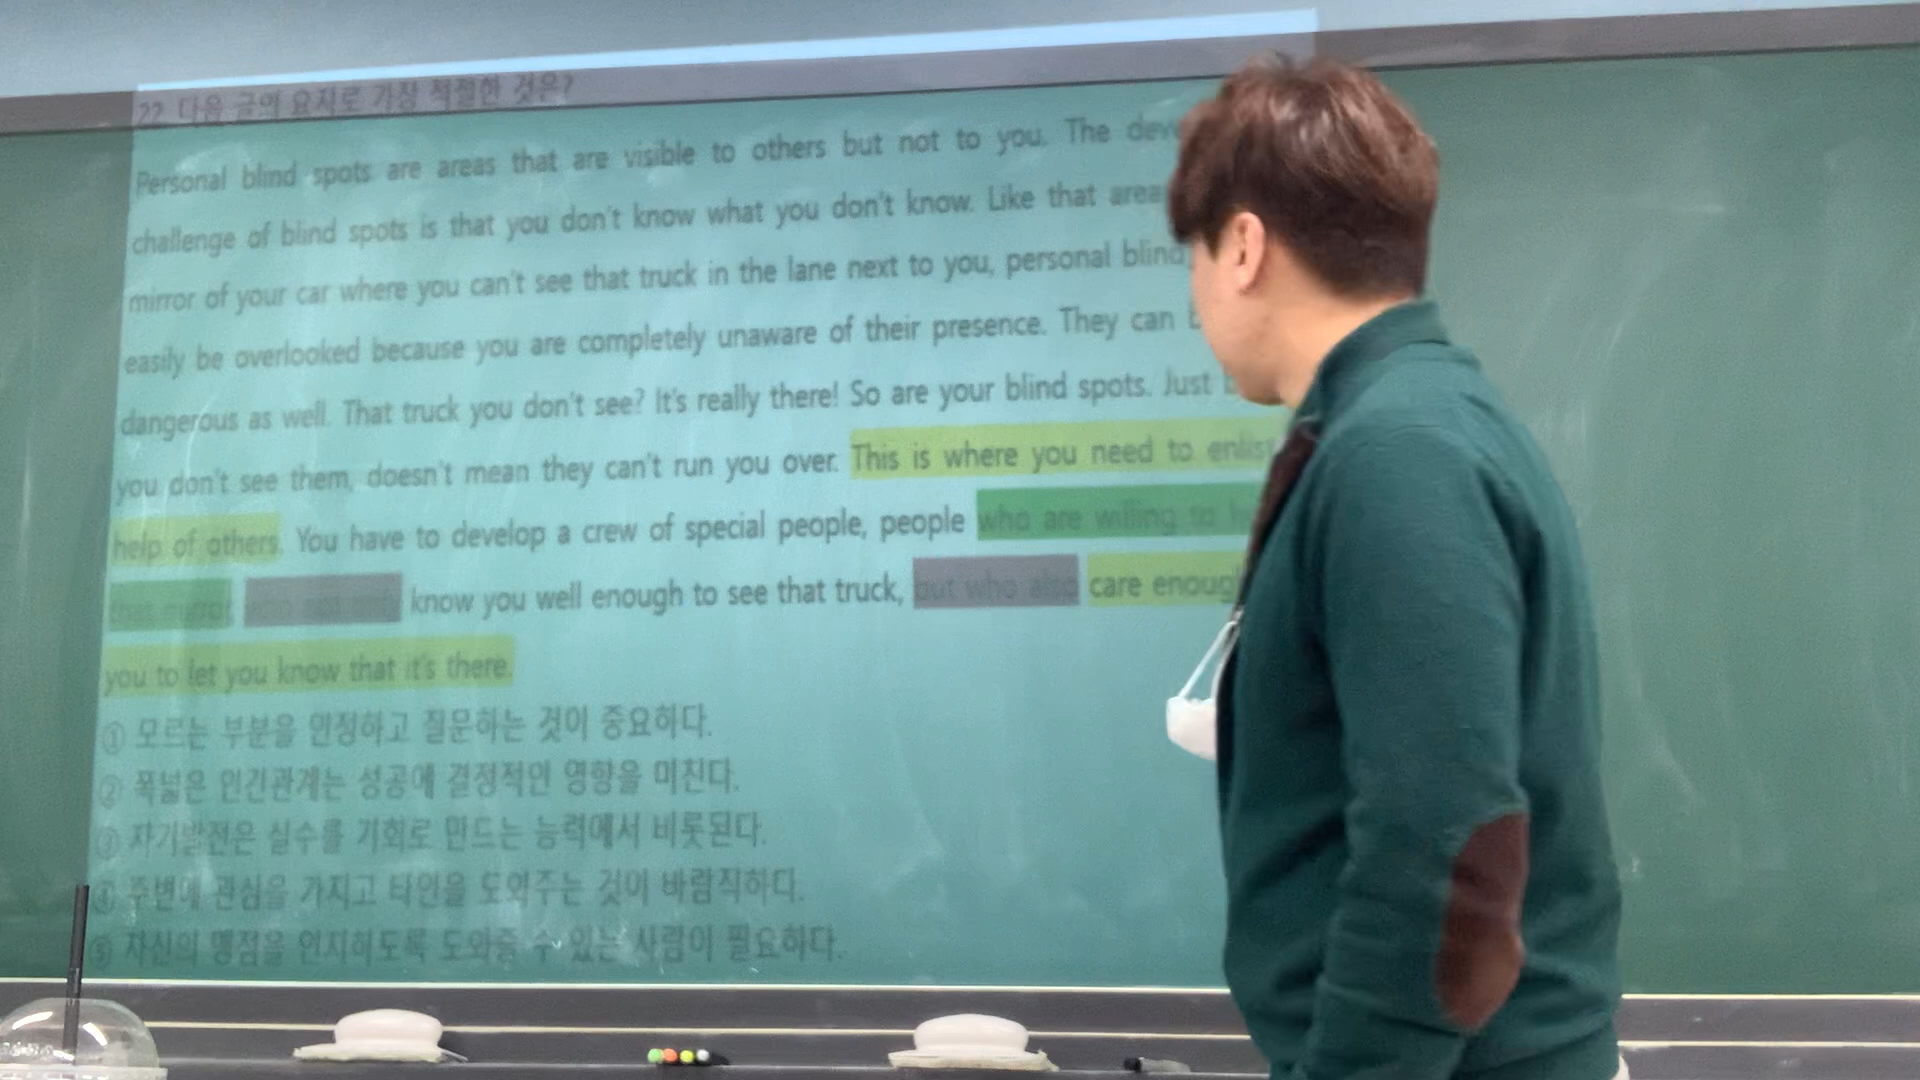 22. 다음 글의 요지로 가장 적절한 것은?
Personal blind spots are areas that are visible to others but not to you. The
challenge of blind spots is that you don't know what you don't know. Like that area
mirror of your car where you can't see that truck in the lane next to you, personal blind
easily be overlooked because you are completely unaware of their presence. They can
dangerous as well. That truck you don't see? It's really there! So are your blind spots. Just
you don't see them, doesn't mean they can't run you over. This is where you need to enlist
help of others. You have to develop a crew of special people, people who are willing to
that mirror, who not only know you well enough to see that truck, but who also care enough
you to let you know that it's there.
① 모르는 부분을 인정하고 질문하는 것이 중요하다.
② 폭넓은 인간관계는 성공에 결정적인 영향을 미친다.
③ 자기발전은 실수를 기회로 만드는 능력에서 비롯된다.
④ 주변에 관심을 가지고 타인을 도와주는 것이 바람직하다.
⑤ 자신의 맹점을 인지하도록 도와줄 수 있는 사람이 필요하다.